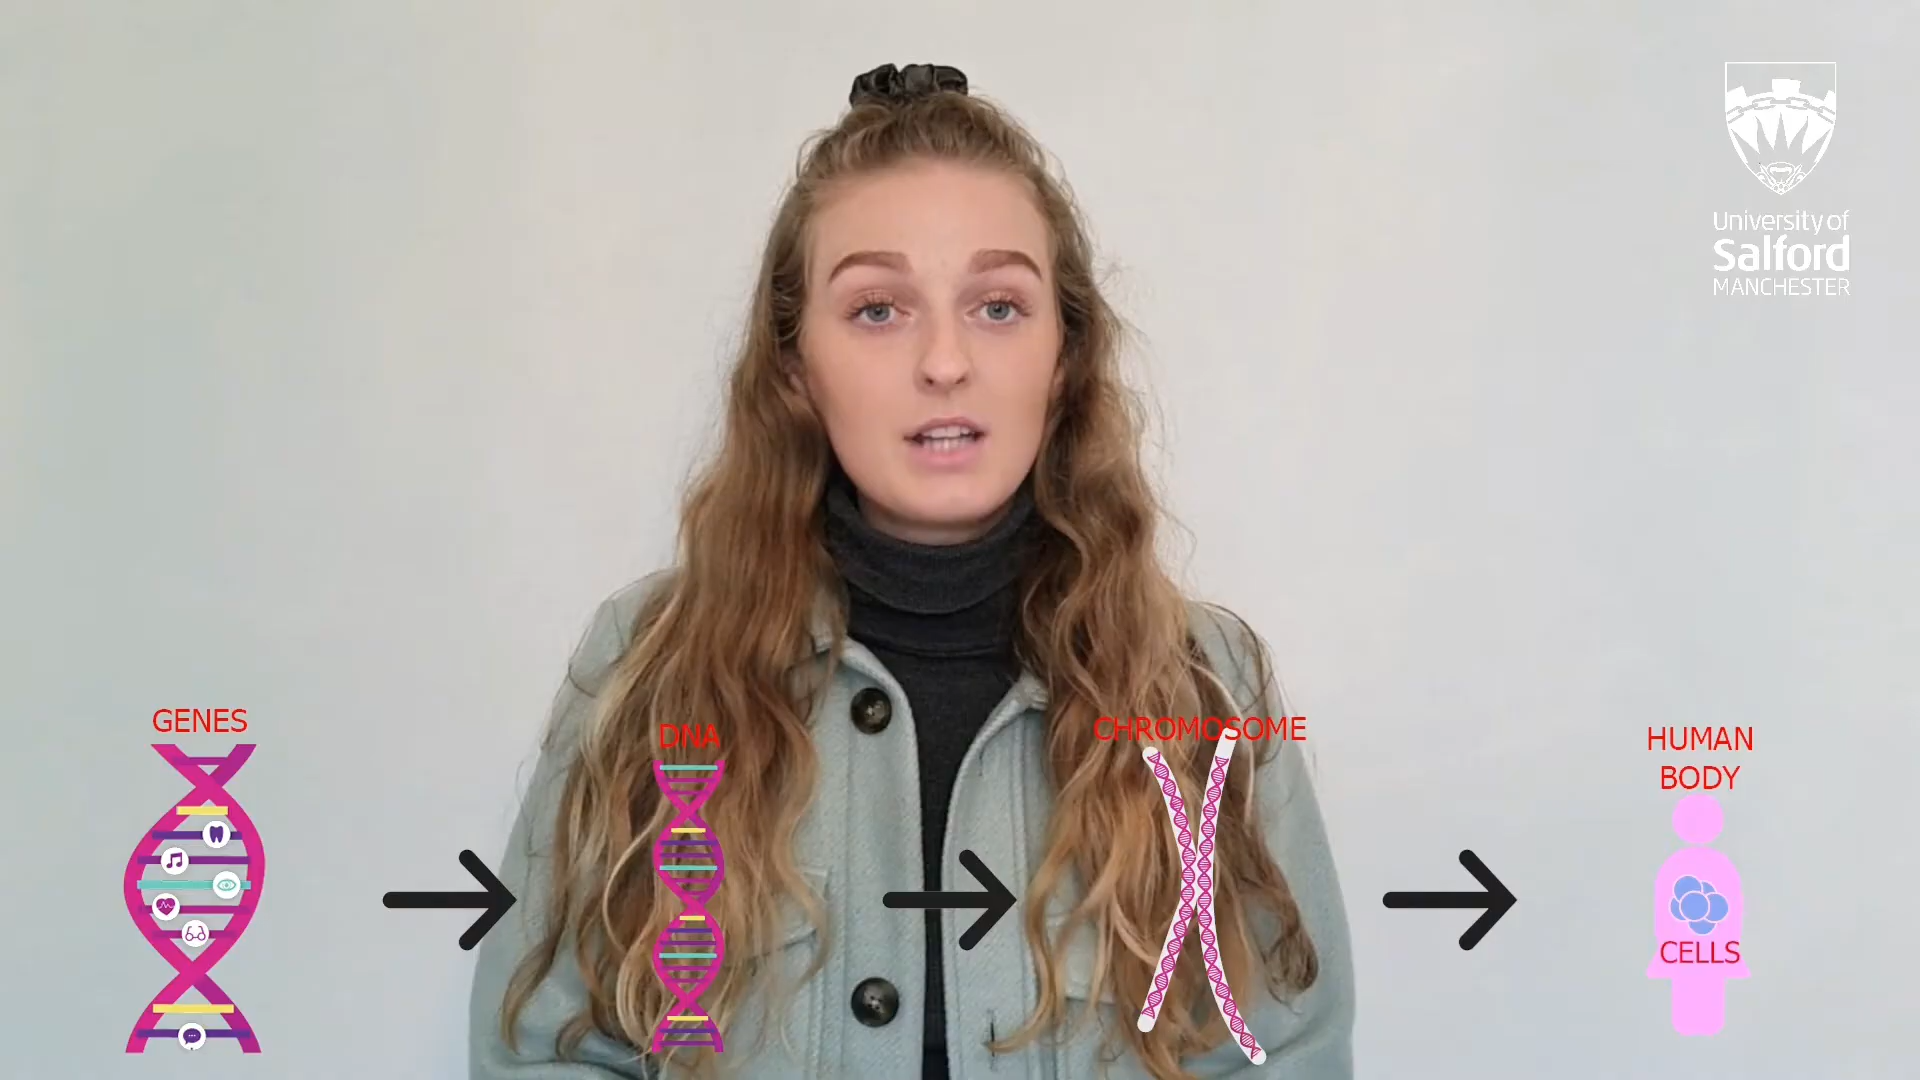 University of
Salford
MANCHESTER
GENES
DNA
CHROMOSOME
HUMAN
BODY
CELLS